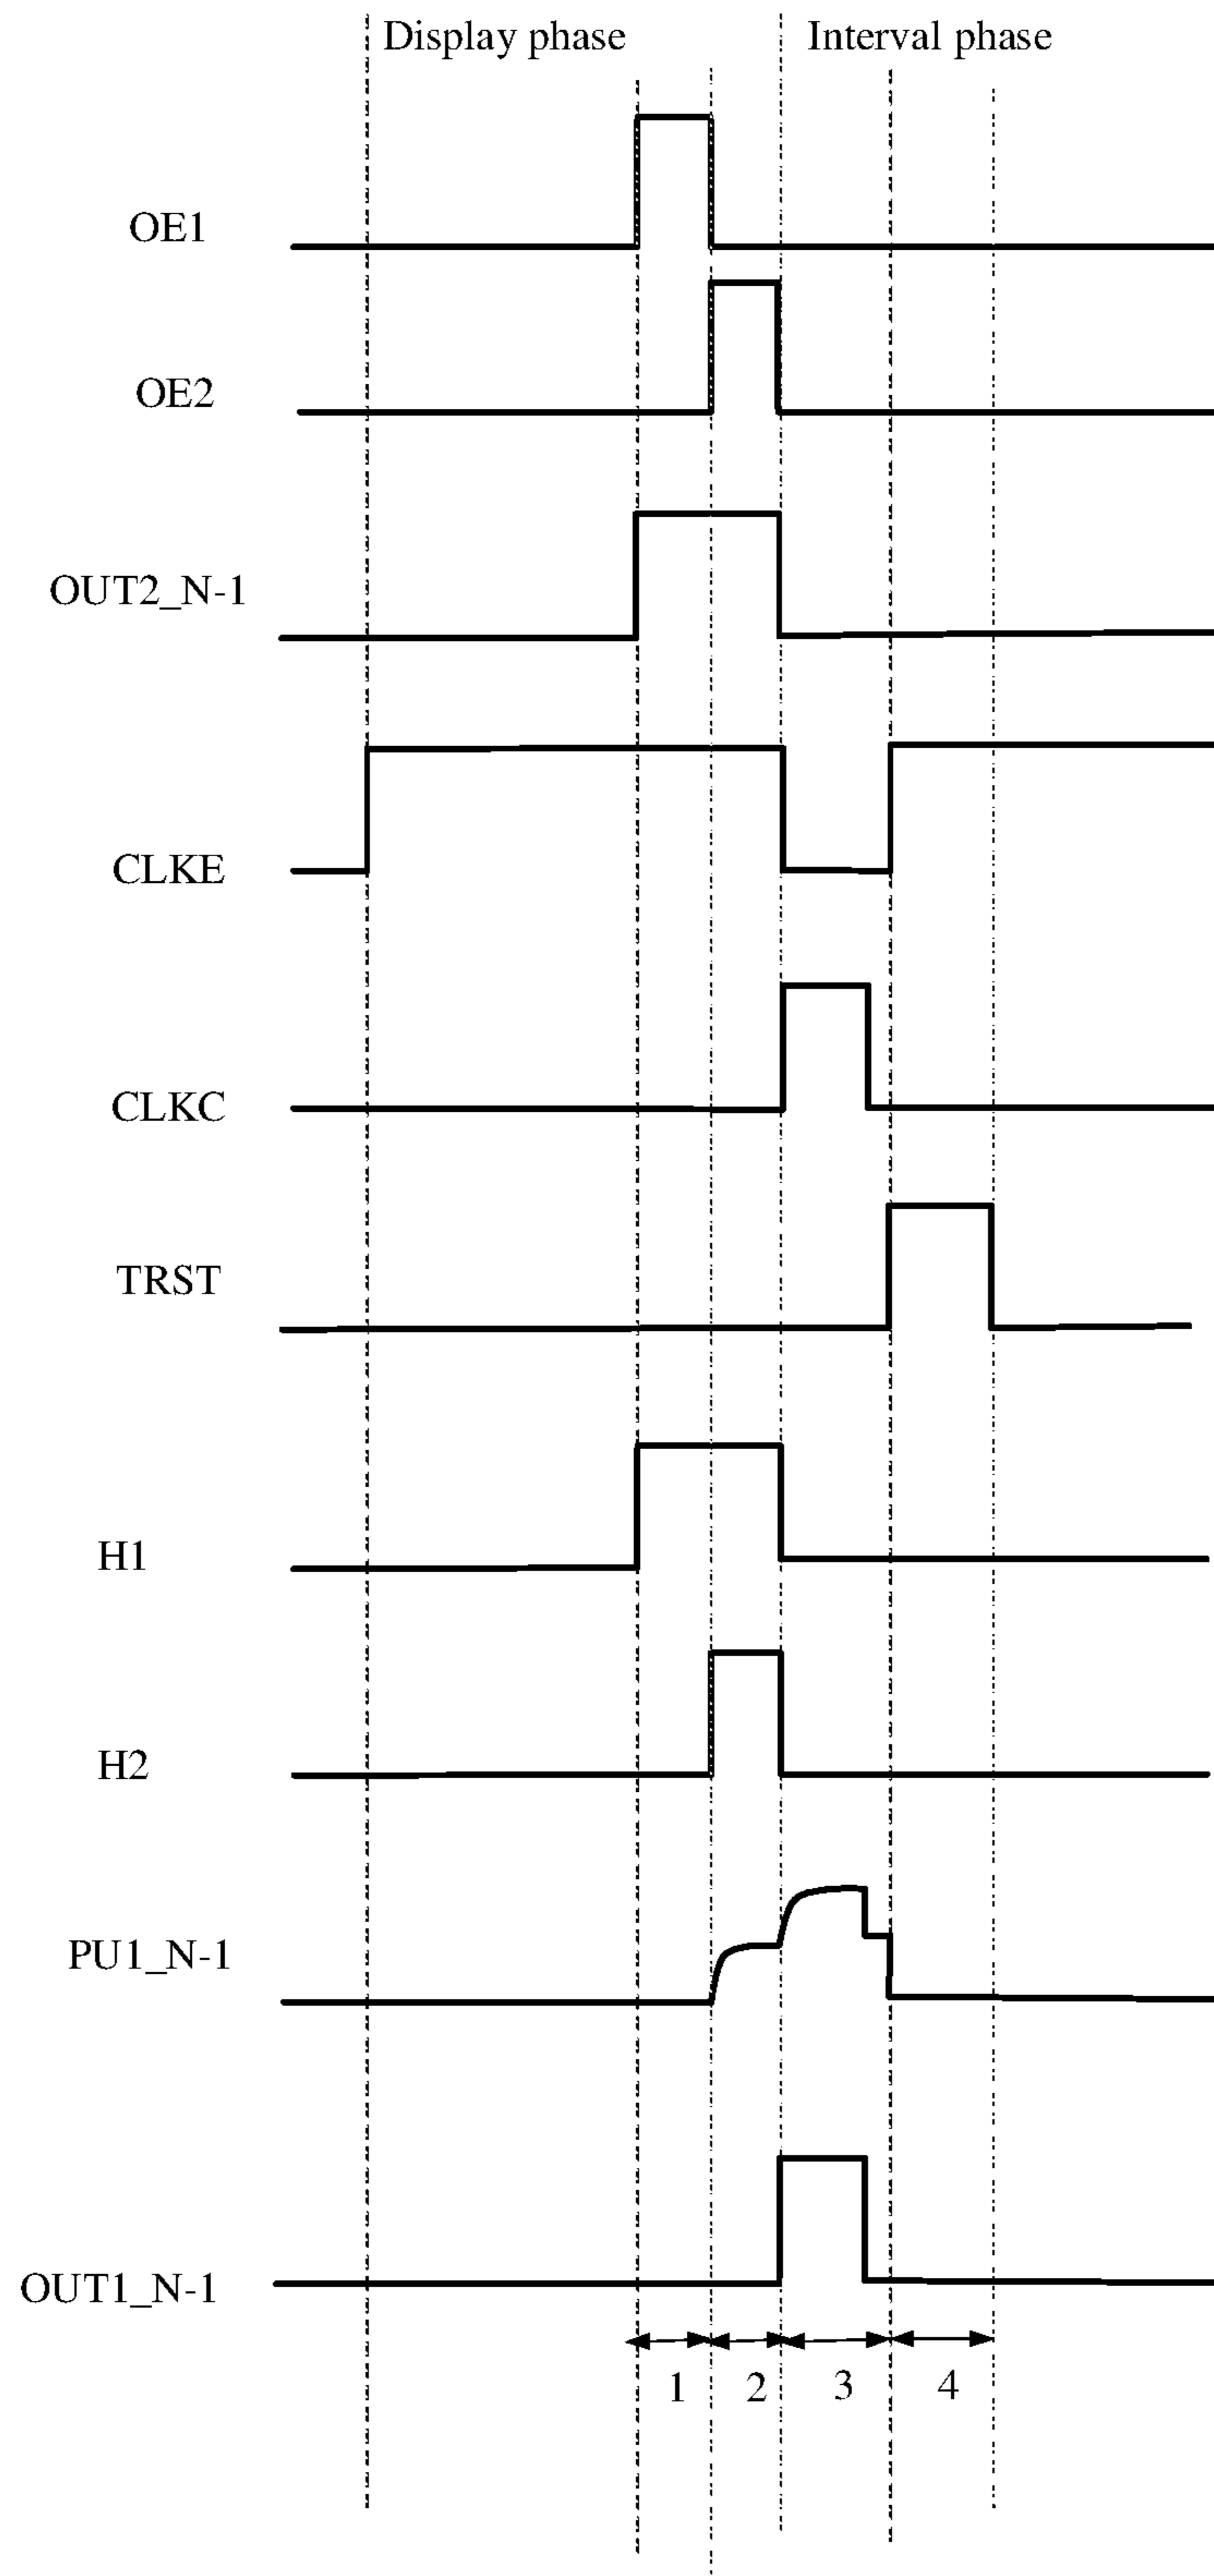 Display phase Interval phase
OE1
OE2
OUT2_N-1
CLKE
CLKC
TRST
H1
H2
PU1_N-1
OUT1_N-1
1 2 3 4